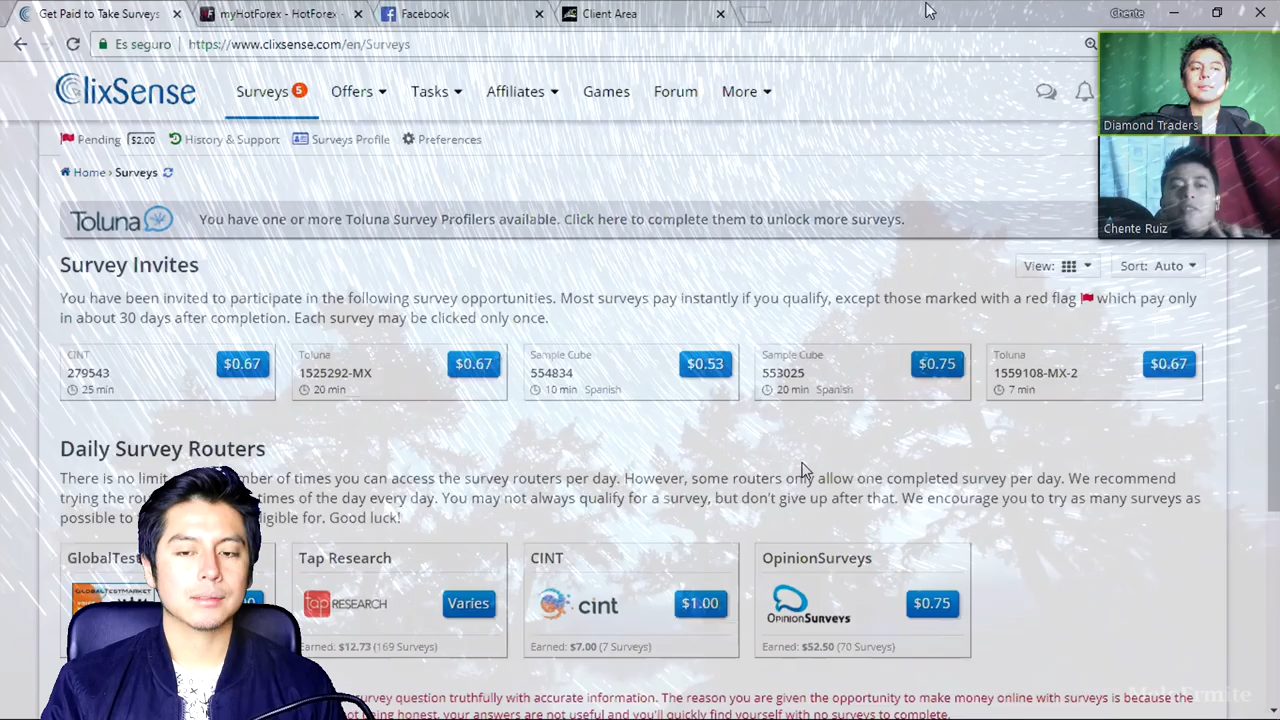 Get Paid to Take Surveys
myHotForex - HotForex
Facebook
Client Area
Chente
Es seguro
https://www.clixsense.com/en/Surveys
ClixSense
Surveys 5
Offers
Tasks
Affiliates
Games
Forum
More
Diamond Traders
Pending $2.00
History & Support
Surveys Profile
Preferences
Home › Surveys
Toluna
You have one or more Toluna Survey Profilers available. Click here to complete them to unlock more surveys.
Chente Ruiz
Survey Invites
View:
Sort: Auto
You have been invited to participate in the following survey opportunities. Most surveys pay instantly if you qualify, except those marked with a red flag which pay only
in about 30 days after completion. Each survey may be clicked only once.
CINT
279543
25 min
$0.67
Toluna
1525292-MX
20 min
$0.67
Sample Cube
554834
10 min Spanish
$0.53
Sample Cube
553025
20 min Spanish
$0.75
Toluna
1559108-MX-2
7 min
$0.67
Daily Survey Routers
There is no limit of times you can access the survey routers per day. However, some routers only allow one completed survey per day. We recommend
trying the times of the day every day. You may not always qualify for a survey, but don't give up after that. We encourage you to try as many surveys as
possible to Good luck!
Tap Research
tap RESEARCH
Varies
Earned: $12.73 (169 Surveys)
CINT
cint
$1.00
Earned: $7.00 (7 Surveys)
OpinionSurveys
OPINIONSURVEYS
$0.75
Earned: $52.50 (70 Surveys)
survey question truthfully with accurate information. The reason you are given the opportunity to make money online with surveys is because the
not being honest, your answers are not useful and you'll quickly find yourself with no surveys to complete.